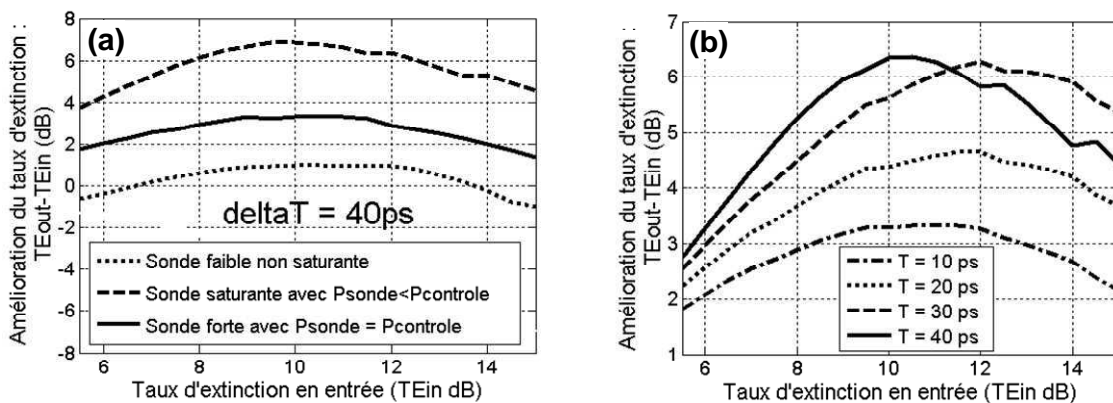 (a)
Amélioration du taux d'extinction :
TEout-TEin (dB)
8
6
4
2
0
-2
-4
-6
-8
deltaT = 40ps
Sonde faible non saturante
Sonde saturante avec Psonde<Pcontrole
Sonde forte avec Psonde = Pcontrole
6 8 10 12 14
Taux d'extinction en entrée (TEin dB)
(b)
Amélioration du taux d'extinction :
TEout-TEin (dB)
7
6
5
4
3
2
1
T = 10 ps
T = 20 ps
T = 30 ps
T = 40 ps
6 8 10 12 14
Taux d'extinction en entrée (TEin dB)